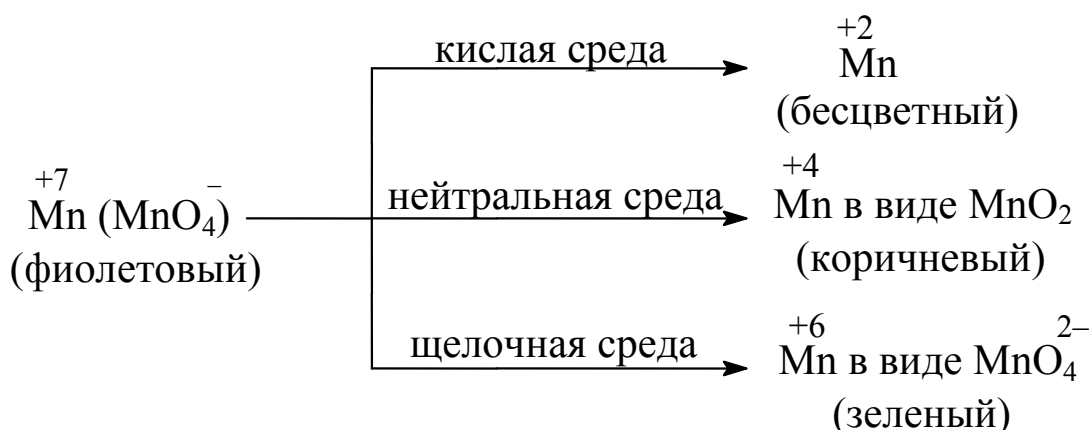 кислая среда
+2
Mn
(бесцветный)
+7
Mn (MnO4–)
(фиолетовый)
нейтральная среда
+4
Mn в виде MnO2
(коричневый)
щелочная среда
+6
Mn в виде MnO4 2–
(зеленый)